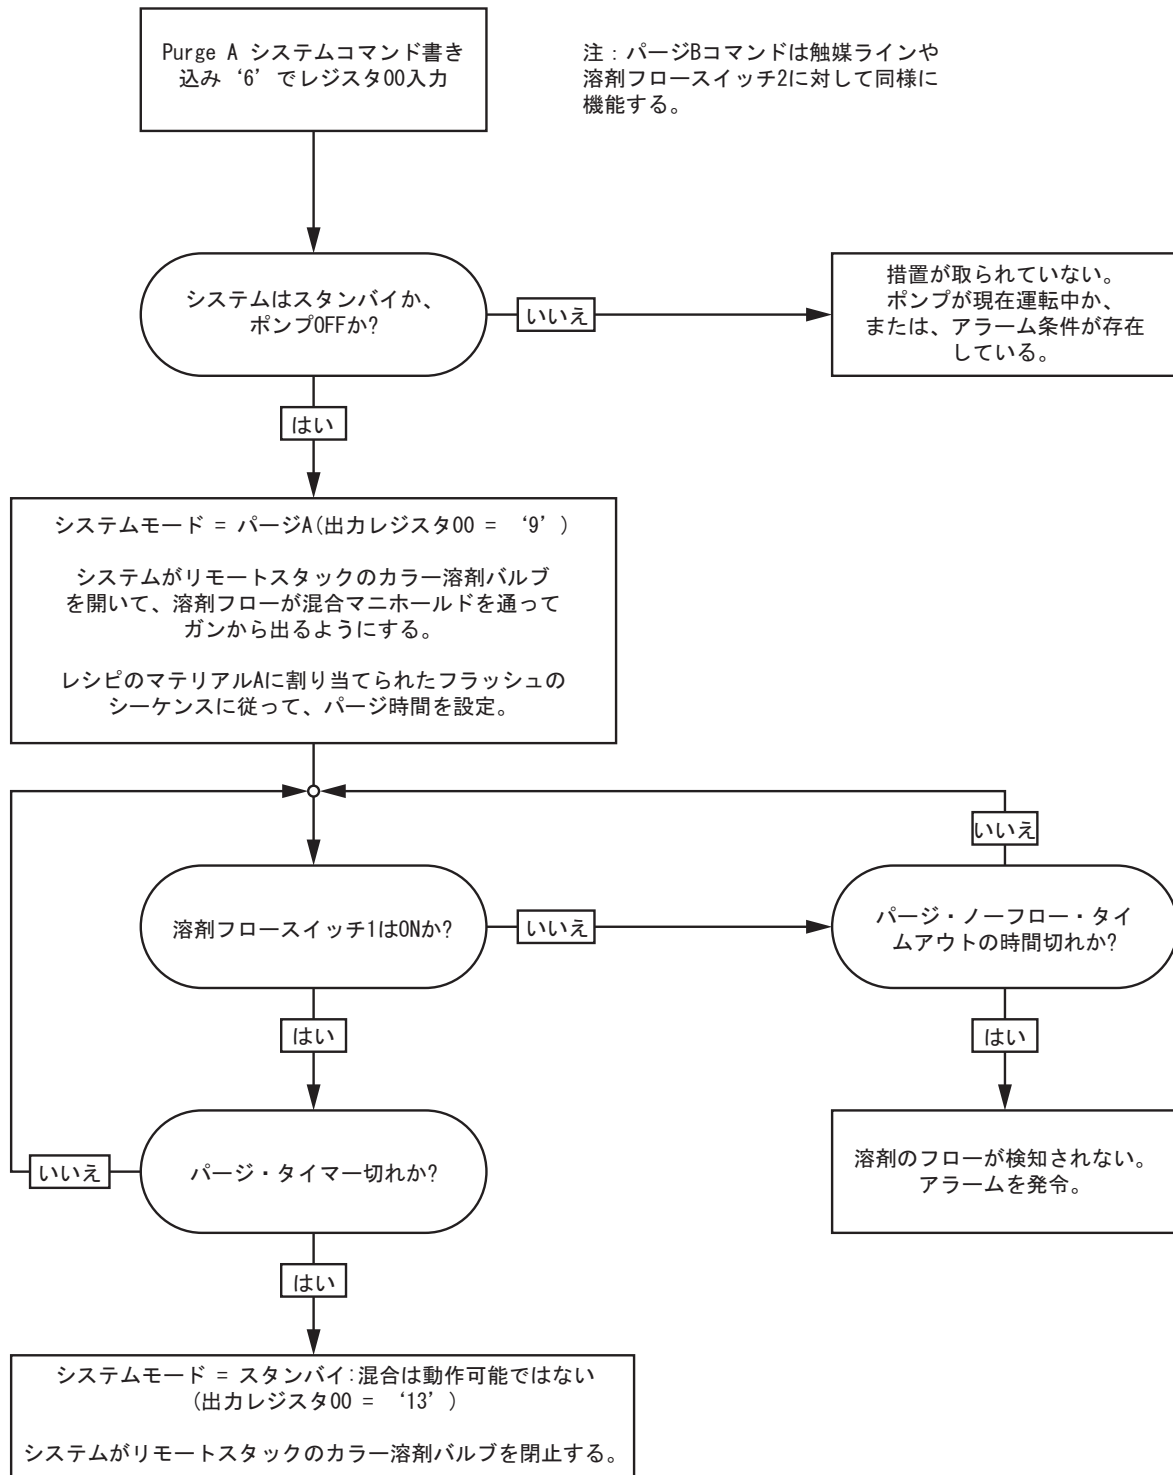 Purge A システムコマンド書き
込み‘6’でレジスタ00入力
注：パージBコマンドは触媒ラインや
溶剤フロースイッチ2に対して同様に
機能する。
システムはスタンバイか、
ポンプOFFか?
いいえ
措置が取られていない。
ポンプが現在運転中か、
または、アラーム条件が存在
している。
はい
システムモード = パージA(出力レジスタ00 = ‘9’)
システムがリモートスタックのカラー溶剤バルブ
を開いて、溶剤フローが混合マニホールドを通って
ガンから出るようにする。
レシピのマテリアルAに割り当てられたフラッシュの
シーケンスに従って、パージ時間を設定。
いいえ
溶剤フロースイッチ1はONか?
いいえ
パージ・ノーフロー・タイ
ムアウトの時間切れか?
はい
はい
パージ・タイマー切れか?
いいえ
溶剤のフローが検知されない。
アラームを発令。
はい
システムモード = スタンバイ:混合は動作可能ではない
(出力レジスタ00 = ‘13’)
システムがリモートスタックのカラー溶剤バルブを閉止する。